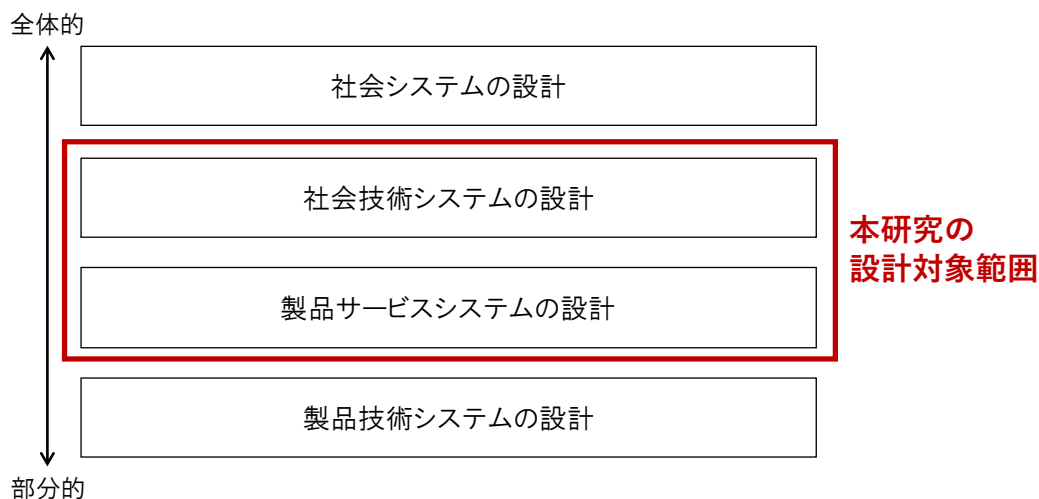 全体的
社会システムの設計
社会技術システムの設計
本研究の
設計対象範囲
製品サービスシステムの設計
製品技術システムの設計
部分的